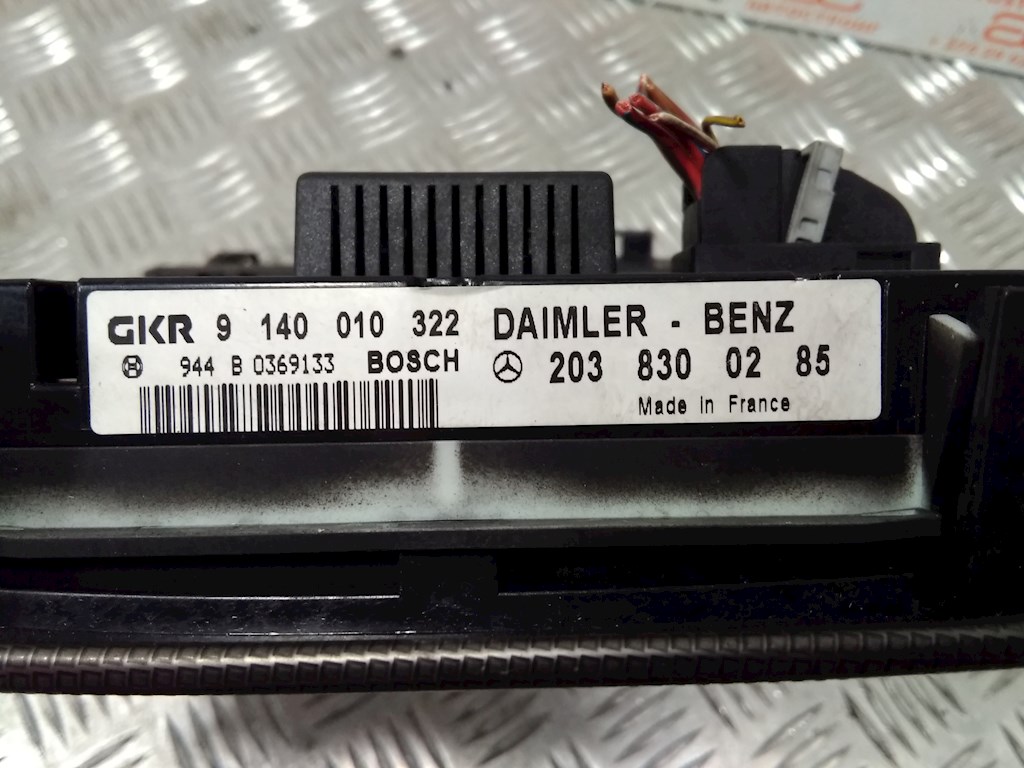 GKR 9 140 010 322 DAIMLER - BENZ
944 B 0369133 BOSCH 203 830 02 85
Made in France